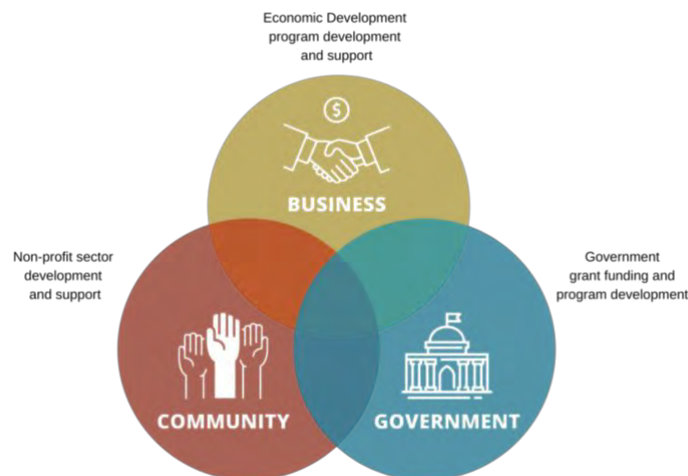 Economic Development
program development
and support
$
BUSINESS
Non-profit sector
development
and support
Government
grant funding and
program development
COMMUNITY
GOVERNMENT